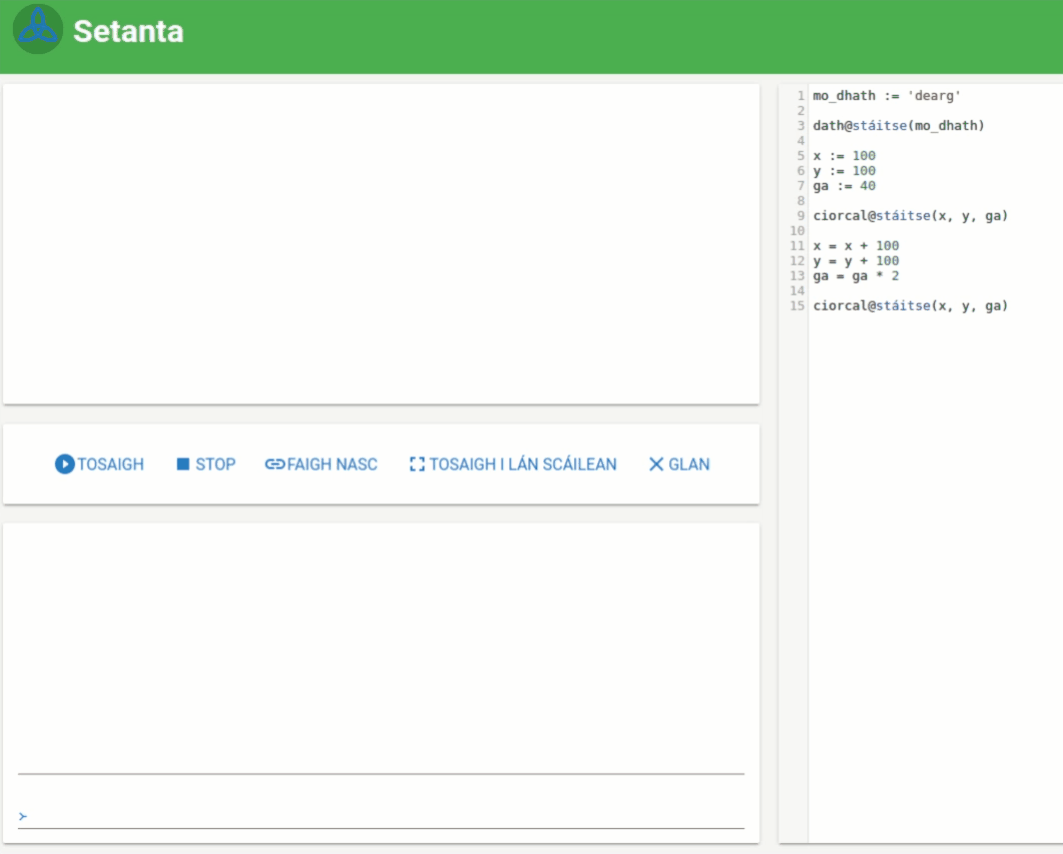 Setanta
TOSAIGH STOP FAIGH NASC TOSAIGH I LÁN SCÁILEAN GLAN
>
1 mo_dhath := 'dearg'
2
3 dath@stáitse(mo_dhath)
4
5 x := 100
6 y := 100
7 ga := 40
8
9 ciorcal@stáitse(x, y, ga)
10
11 x = x + 100
12 y = y + 100
13 ga = ga * 2
14
15 ciorcal@stáitse(x, y, ga)